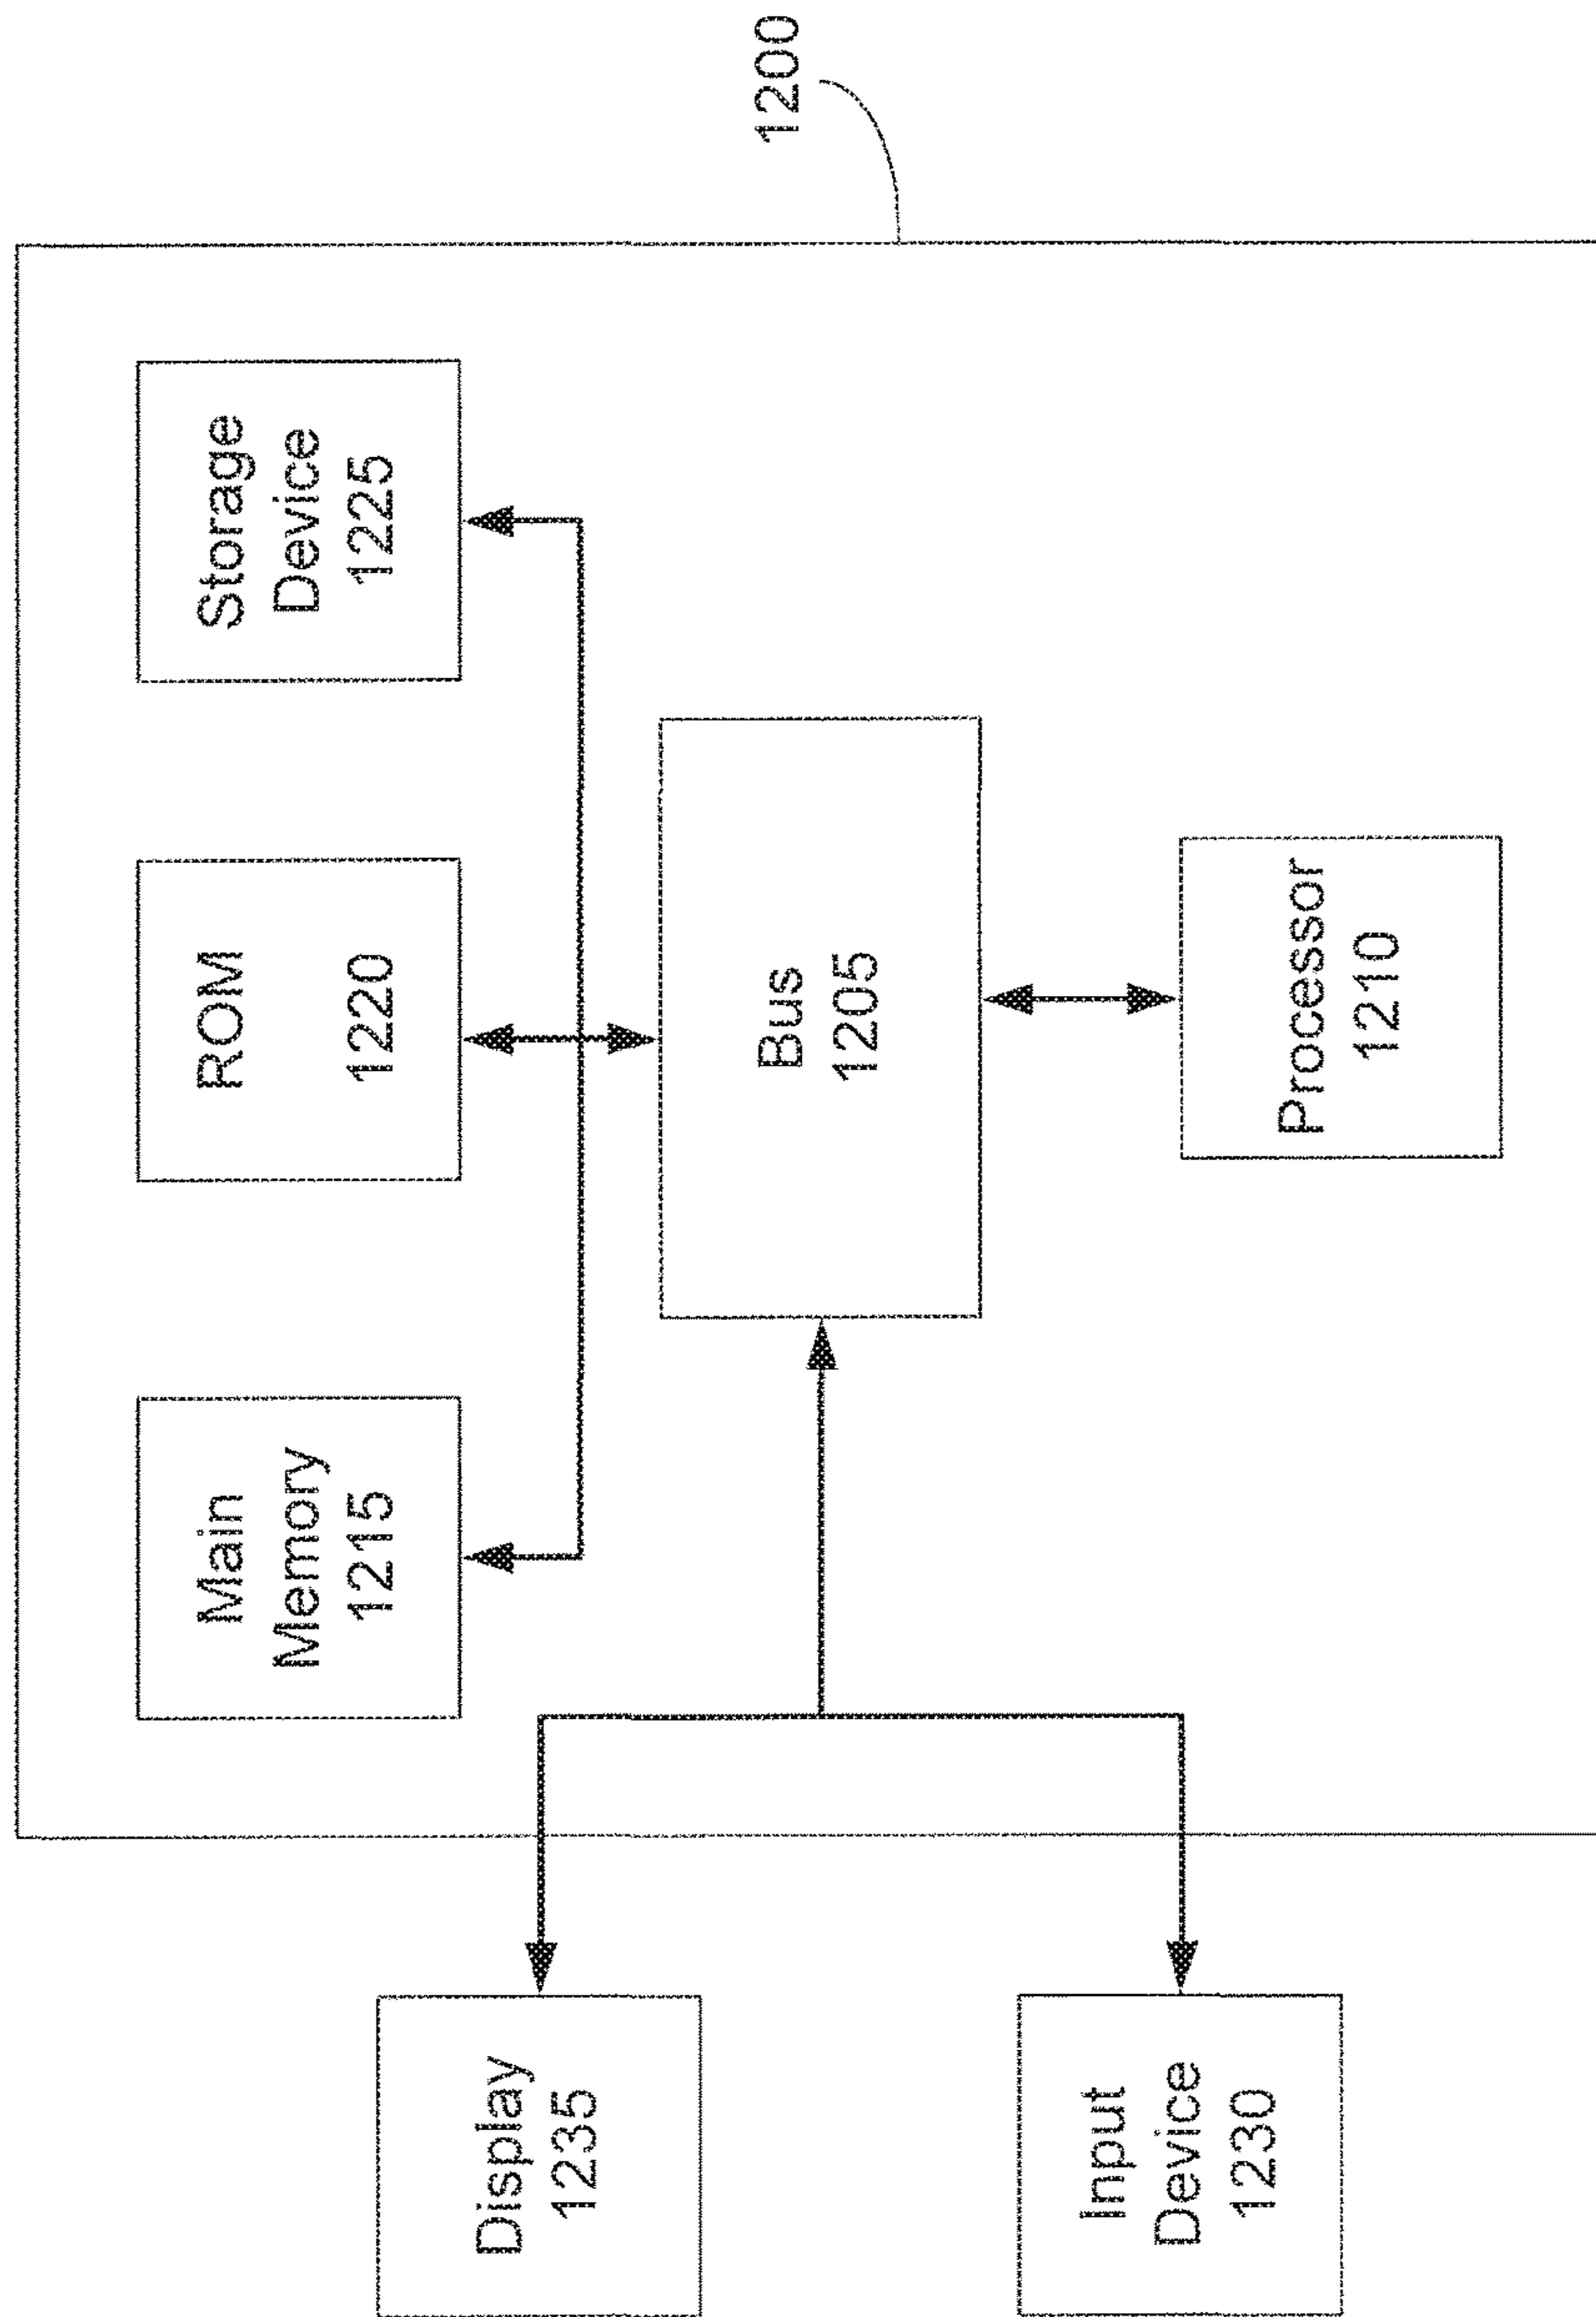 1200
Main
Memory
1215
ROM
1220
Storage
Device
1225
Display
1235
Bus
1205
Input
Device
1230
Processor
1210